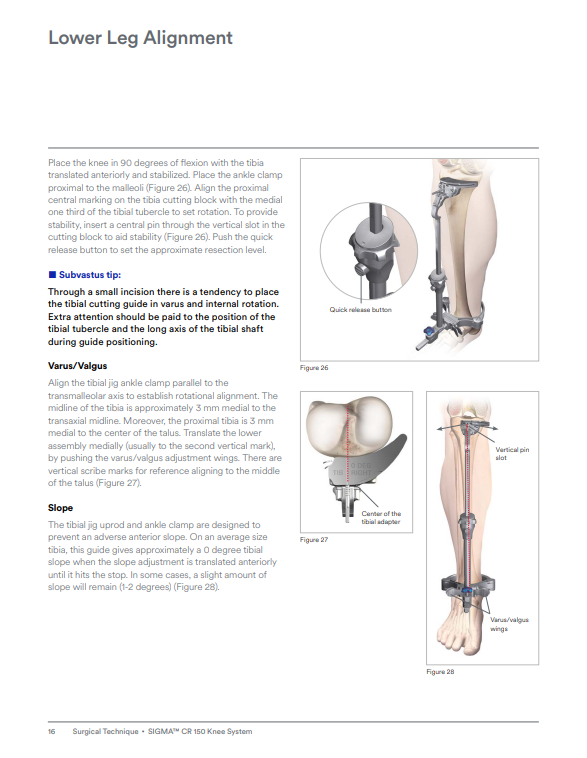 Lower Leg Alignment
Place the knee in 90 degrees of flexion with the tibia
translated anteriorly and stabilized. Place the ankle clamp
proximal to the malleoli (Figure 26). Align the proximal
central marking on the tibia cutting block with the medial
one third of the tibial tubercle to set rotation. To provide
stability, insert a central pin through the vertical slot in the
cutting block to aid stability (Figure 26). Push the quick
release button to set the approximate resection level.
■ Subvastus tip:
Through a small incision there is a tendency to place
the tibial cutting guide in varus and internal rotation.
Extra attention should be paid to the position of the
tibial tubercle and the long axis of the tibial shaft
during guide positioning.
Varus/Valgus
Align the tibial jig ankle clamp parallel to the
transmalleolar axis to establish rotational alignment. The
midline of the tibia is approximately 3 mm medial to the
transaxial midline. Moreover, the proximal tibia is 3 mm
medial to the center of the talus. Translate the lower
assembly medially (usually to the second vertical mark),
by pushing the varus/valgus adjustment wings. There are
vertical scribe marks for reference aligning to the middle
of the talus (Figure 27).
Slope
The tibial jig uprod and ankle clamp are designed to
prevent an adverse anterior slope. On an average size
tibia, this guide gives approximately a 0 degree tibial
slope when the slope adjustment is translated anteriorly
until it hits the stop. In some cases, a slight amount of
slope will remain (1-2 degrees) (Figure 28).
Quick release button
Figure 26
Center of the
tibial adapter
Figure 27
Vertical pin
slot
Varus/valgus
wings
Figure 28
16 Surgical Technique • SIGMA™ CR 150 Knee System